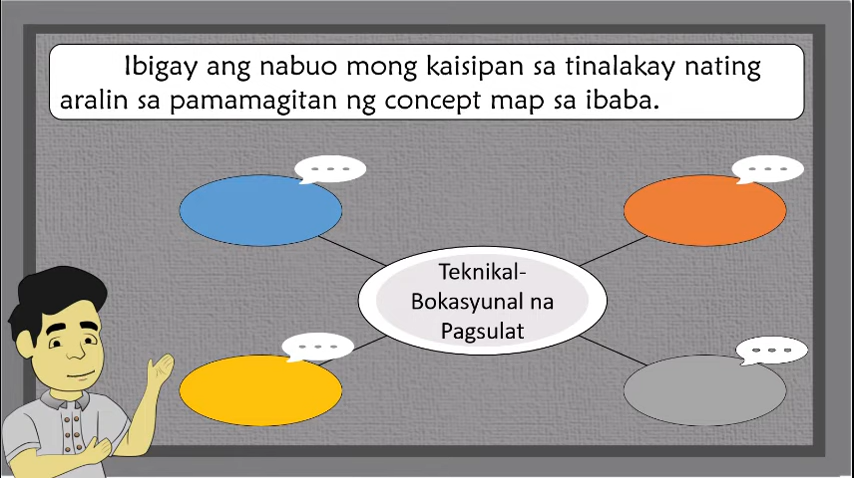 Ibigay ang nabuo mong kaisipan sa tinalakay nating
aralin sa pamamagitan ng concept map sa ibaba.
Teknikal-
Bokasyunal na
Pagsulat